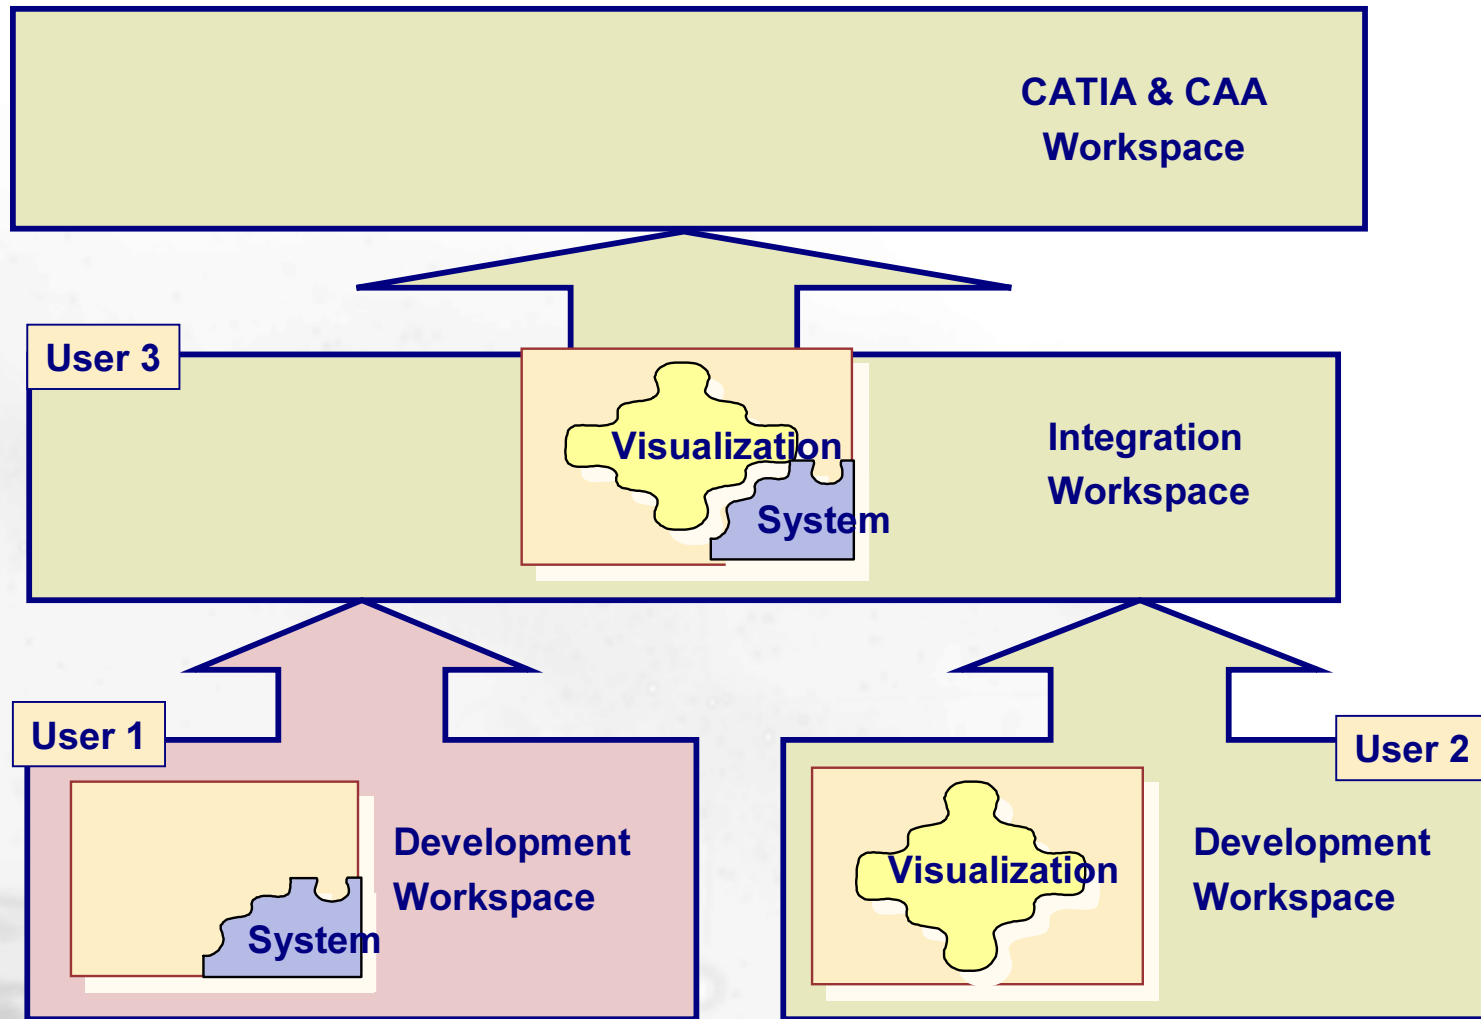 CATIA & CAA
Workspace
User 3
Visualization
System
Integration
Workspace
User 1
System
Development
Workspace
User 2
Visualization
Development
Workspace